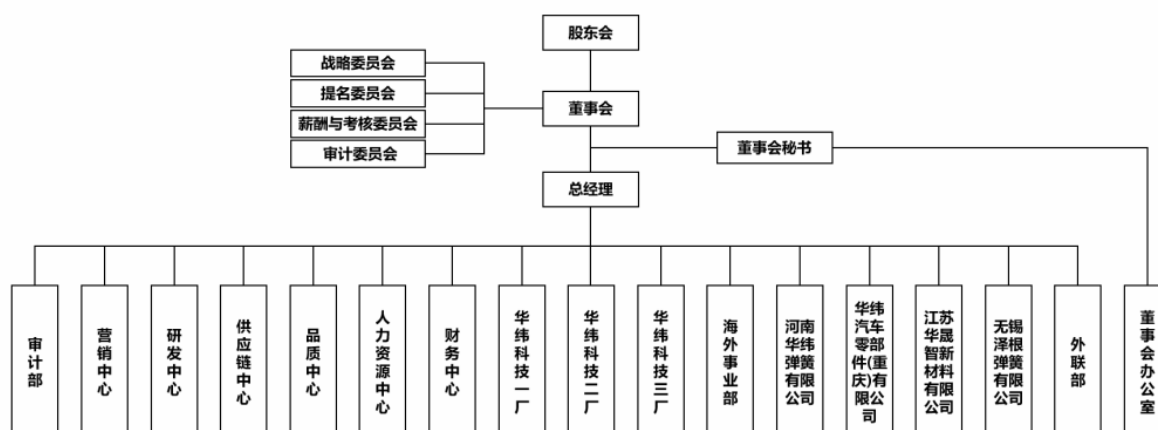 股东会
战略委员会
提名委员会
薪酬与考核委员会
审计委员会
董事会
董事会秘书
总经理
审计部
营销中心
研发中心
供应链中心
品质中心
人力资源中心
财务中心
华纬科技一厂
华纬科技二厂
华纬科技三厂
海外事业部
河南华纬弹簧有限公司
华纬汽车零部件(重庆)有限公司
江苏华晟智新材料有限公司
无锡泽根弹簧有限公司
外联部
董事会办公室